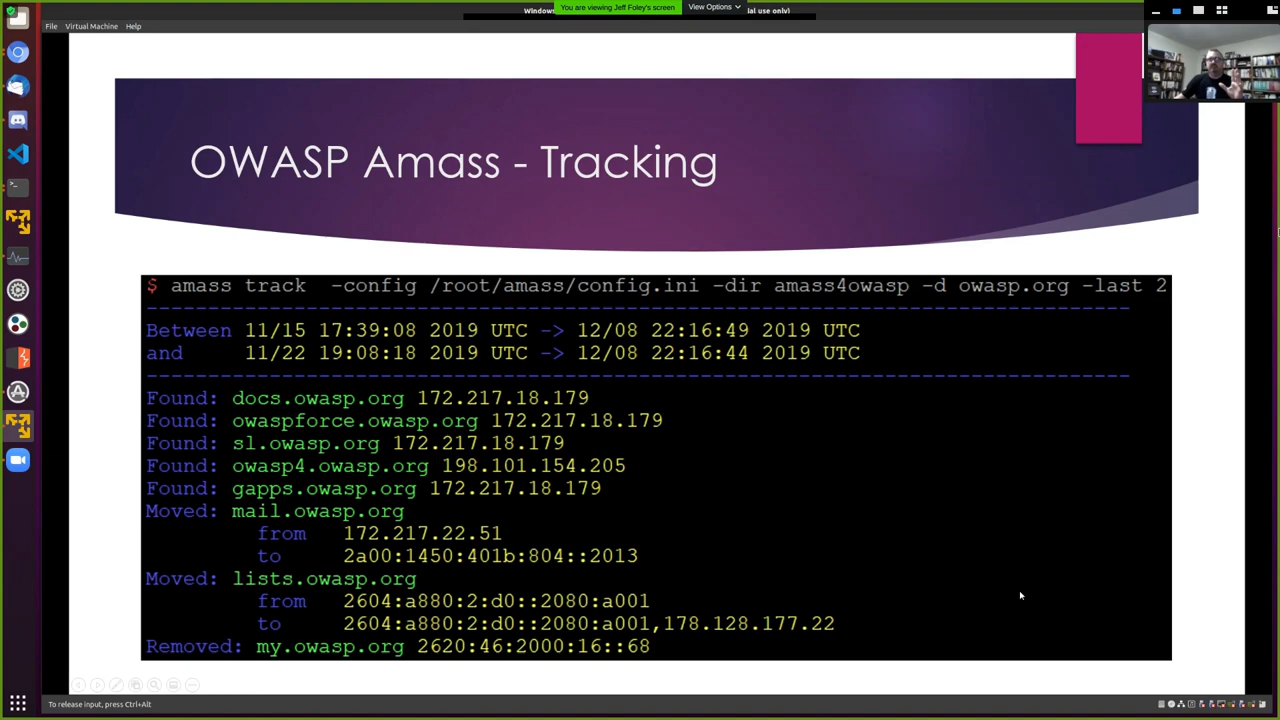 Windows
You are viewing Jeff Foley's screen
View Options
ial use only)
File Virtual Machine Help
OWASP Amass - Tracking
$ amass track -config /root/amass/config.ini -dir amass4owasp -d owasp.org -last 2
Between 11/15 17:39:08 2019 UTC -> 12/08 22:16:49 2019 UTC
and 11/22 19:08:18 2019 UTC -> 12/08 22:16:44 2019 UTC
Found: docs.owasp.org 172.217.18.179
Found: owaspforce.owasp.org 172.217.18.179
Found: sl.owasp.org 172.217.18.179
Found: owasp4.owasp.org 198.101.154.205
Found: gapps.owasp.org 172.217.18.179
Moved: mail.owasp.org
from 172.217.22.51
to 2a00:1450:401b:804::2013
Moved: lists.owasp.org
from 2604:a880:2:d0::2080:a001
to 2604:a880:2:d0::2080:a001,178.128.177.22
Removed: my.owasp.org 2620:46:2000:16::68
To release input, press Ctrl+Alt